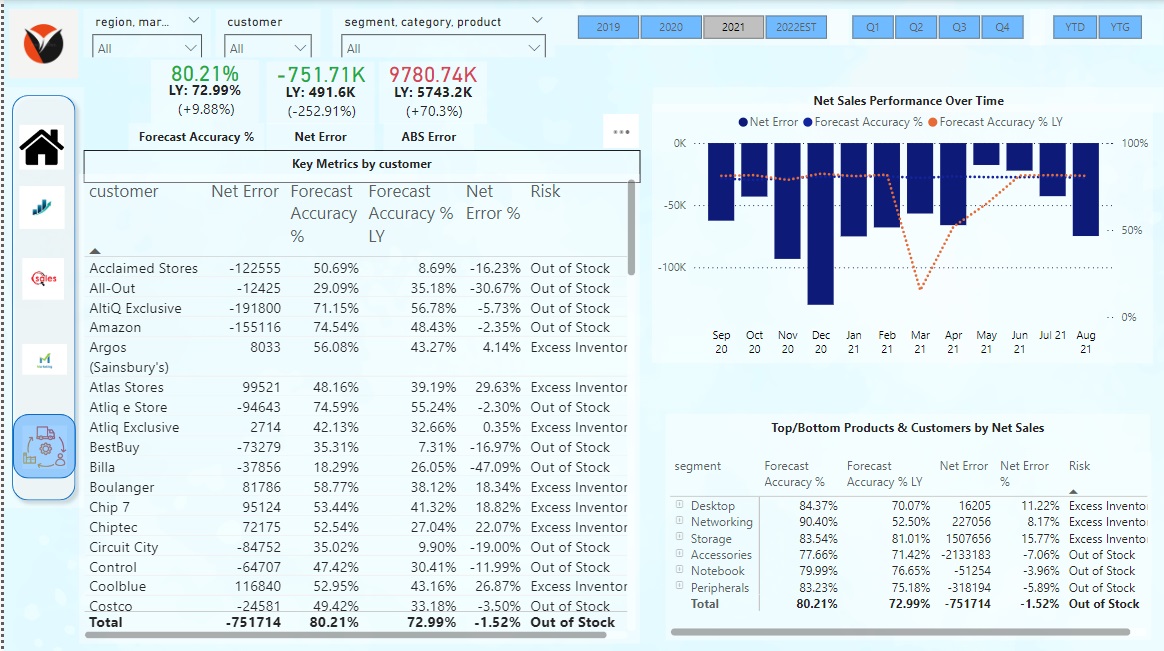 region, mar...
customer
segment, category, product
All
All
All
2019
2020
2021
2022EST
Q1
Q2
Q3
Q4
YTD
YTG
80.21%
LY: 72.99%
(+9.88%)
Forecast Accuracy %
-751.71K
LY: 491.6K
(-252.91%)
Net Error
9780.74K
LY: 5743.2K
(+70.3%)
ABS Error
sales
Key Metrics by customer
customer Net Error Forecast Accuracy % Forecast Accuracy % LY Net Error % Risk
Acclaimed Stores -122555 50.69% 8.69% -16.23% Out of Stock
All-Out -12425 29.09% 35.18% -30.67% Out of Stock
AltiQ Exclusive -191800 71.15% 56.78% -5.73% Out of Stock
Amazon -155116 74.54% 48.43% -2.35% Out of Stock
Argos (Sainsbury's) 8033 56.08% 43.27% 4.14% Excess Inventor
Atlas Stores 99521 48.16% 39.19% 29.63% Excess Inventor
Atliq e Store -94643 74.59% 55.24% -2.30% Out of Stock
Atliq Exclusive 2714 42.13% 32.66% 0.35% Excess Inventor
BestBuy -73279 35.31% 7.31% -16.97% Out of Stock
Billa -37856 18.29% 26.05% -47.09% Out of Stock
Boulanger 81786 58.77% 38.12% 18.34% Excess Inventor
Chip 7 95124 53.44% 41.32% 18.82% Excess Inventor
Chiptec 72175 52.54% 27.04% 22.07% Excess Inventor
Circuit City -84752 35.02% 9.90% -19.00% Out of Stock
Control -64707 47.42% 30.41% -11.99% Out of Stock
Coolblue 116840 52.95% 43.16% 26.87% Excess Inventor
Costco -24581 49.42% 33.18% -3.50% Out of Stock
Total -751714 80.21% 72.99% -1.52% Out of Stock
Net Sales Performance Over Time
Net Error Forecast Accuracy % Forecast Accuracy % LY
0K
-50K
-100K
100%
50%
0%
Sep 20 Oct 20 Nov 20 Dec 20 Jan 21 Feb 21 Mar 21 Apr 21 May 21 Jun 21 Jul 21 Aug 21
Top/Bottom Products & Customers by Net Sales
segment Forecast Accuracy % Forecast Accuracy % LY Net Error Net Error % Risk
Desktop 84.37% 70.07% 16205 11.22% Excess Invento
Networking 90.40% 52.50% 227056 8.17% Excess Invento
Storage 83.54% 81.01% 1507656 15.77% Excess Invento
Accessories 77.66% 71.42% -2133183 -7.06% Out of Stock
Notebook 79.99% 76.65% -51254 -3.96% Out of Stock
Peripherals 83.23% 75.18% -318194 -5.89% Out of Stock
Total 80.21% 72.99% -751714 -1.52% Out of Stock